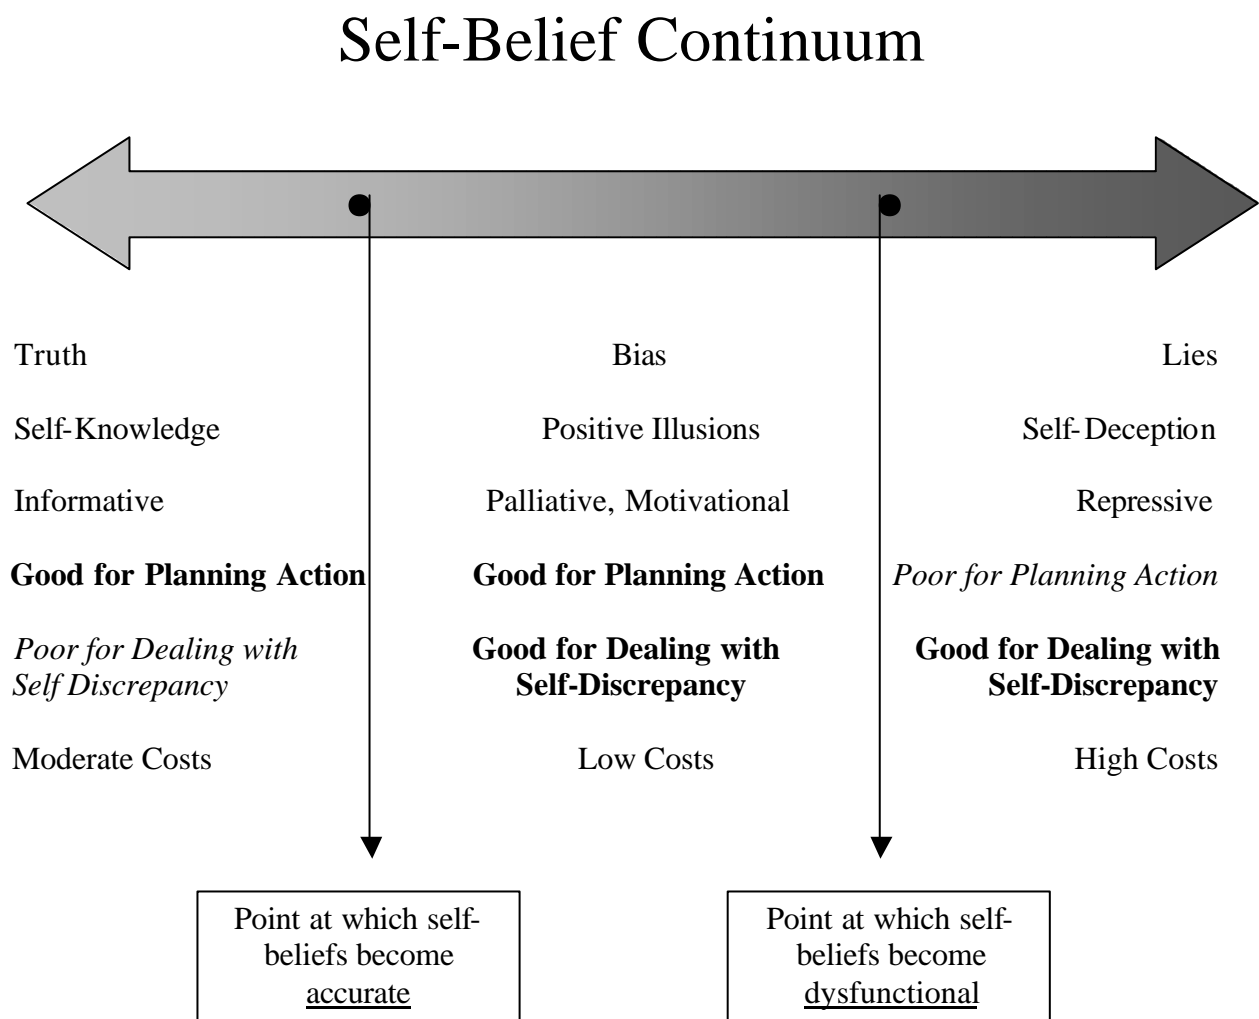 Self-Belief Continuum
Truth
Bias
Lies
Self-Knowledge
Positive Illusions
Self-Deception
Informative
Palliative, Motivational
Repressive
Good for Planning Action
Good for Planning Action
Poor for Planning Action
Poor for Dealing with
Self Discrepancy
Good for Dealing with
Self-Discrepancy
Good for Dealing with
Self-Discrepancy
Moderate Costs
Low Costs
High Costs
Point at which self-
beliefs become
accurate
Point at which self-
beliefs become
dysfunctional